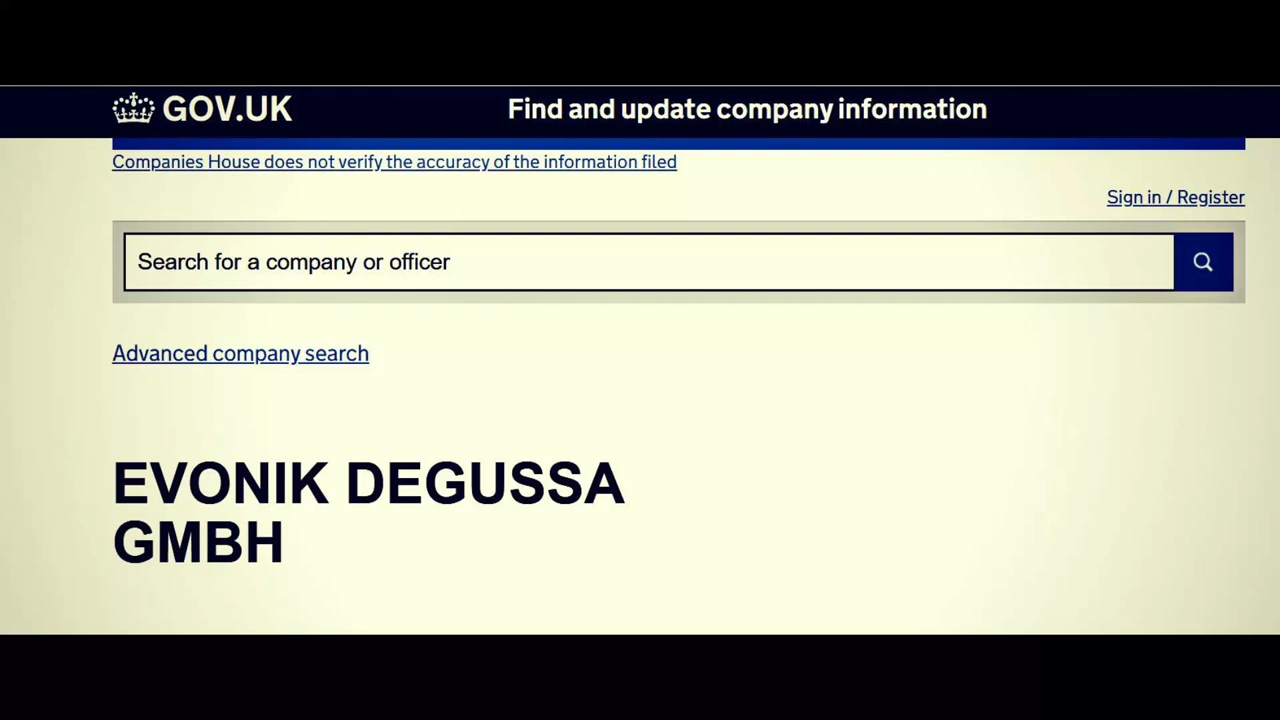 GOV.UK
Find and update company information
Companies House does not verify the accuracy of the information filed
Sign in / Register
Search for a company or officer
Advanced company search
EVONIK DEGUSSA
GMBH